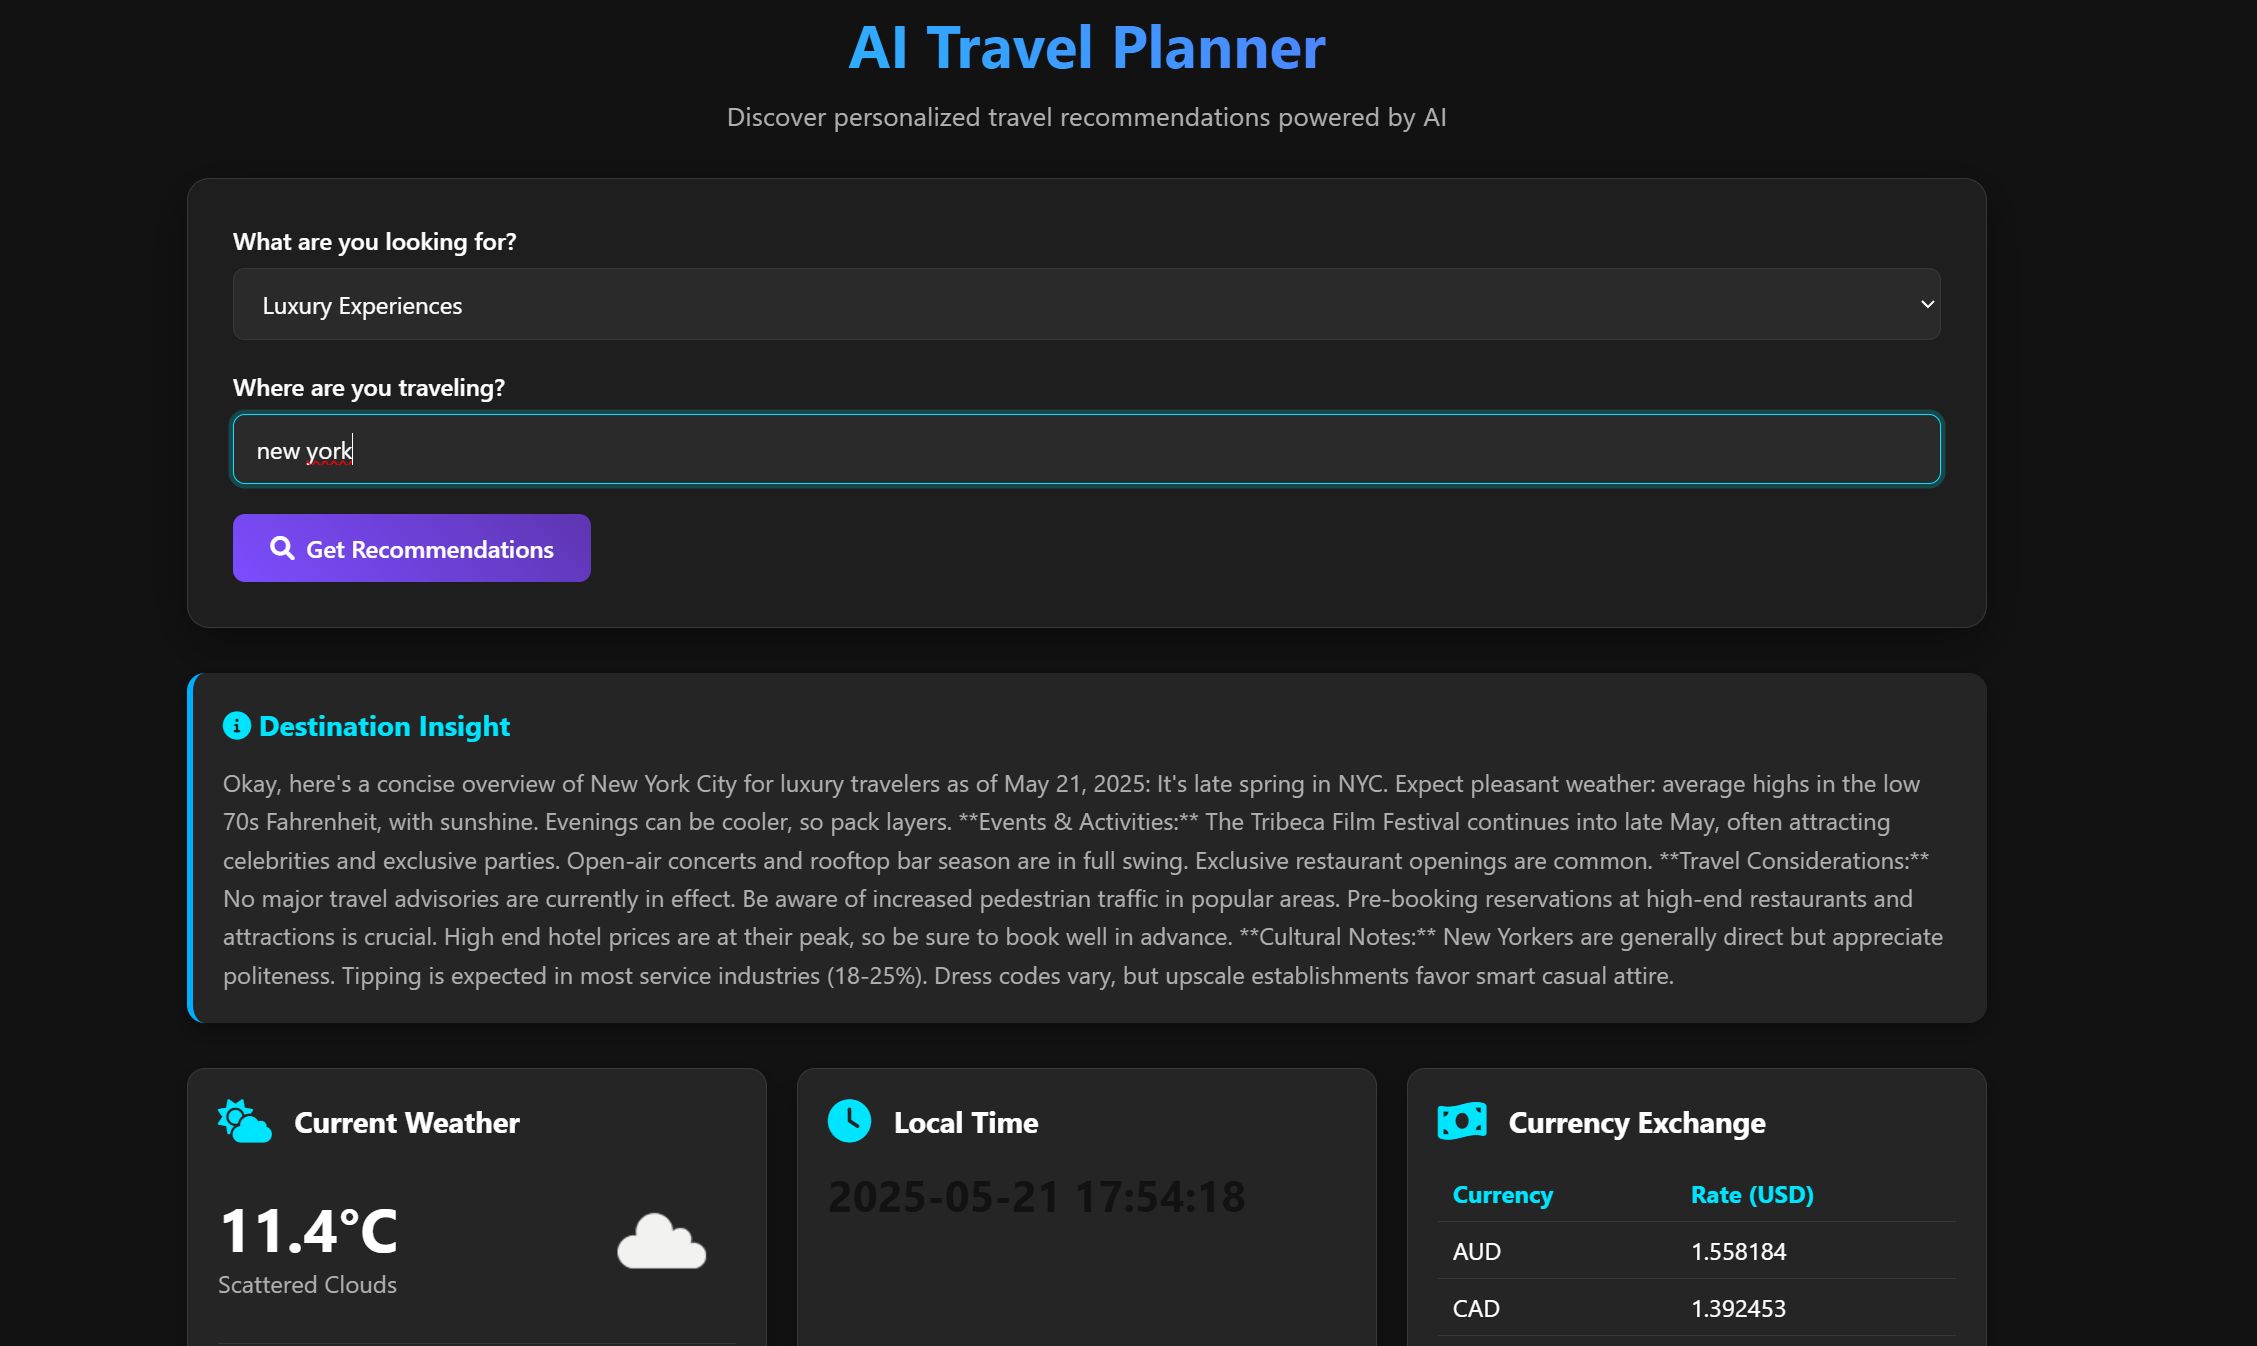 AI Travel Planner
Discover personalized travel recommendations powered by AI
What are you looking for?
Luxury Experiences
Where are you traveling?
new york
Get Recommendations
Destination Insight
Okay, here's a concise overview of New York City for luxury travelers as of May 21, 2025: It's late spring in NYC. Expect pleasant weather: average highs in the low
70s Fahrenheit, with sunshine. Evenings can be cooler, so pack layers. **Events & Activities:** The Tribeca Film Festival continues into late May, often attracting
celebrities and exclusive parties. Open-air concerts and rooftop bar season are in full swing. Exclusive restaurant openings are common. **Travel Considerations:**
No major travel advisories are currently in effect. Be aware of increased pedestrian traffic in popular areas. Pre-booking reservations at high-end restaurants and
attractions is crucial. High end hotel prices are at their peak, so be sure to book well in advance. **Cultural Notes:** New Yorkers are generally direct but appreciate
politeness. Tipping is expected in most service industries (18-25%). Dress codes vary, but upscale establishments favor smart casual attire.
Current Weather
11.4°C
Scattered Clouds
Local Time
2025-05-21 17:54:18
Currency Exchange
Currency Rate (USD)
AUD 1.558184
CAD 1.392453